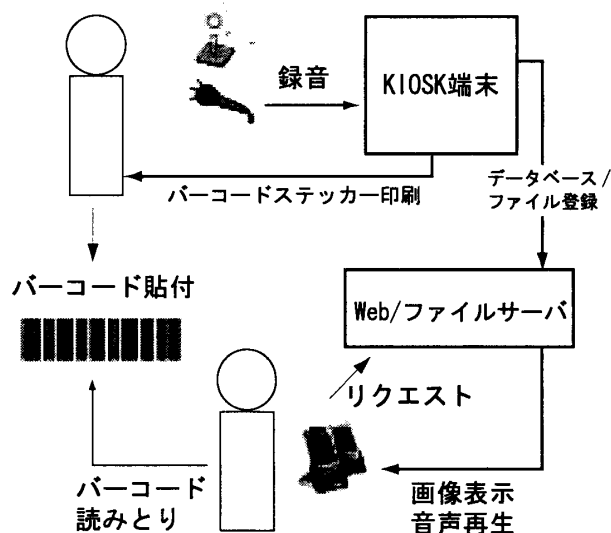 録音
KIOSK端末
バーコードステッカー印刷
データベース/
ファイル登録
バーコード貼付
Web/ファイルサーバ
リクエスト
バーコード
読みとり
画像表示
音声再生